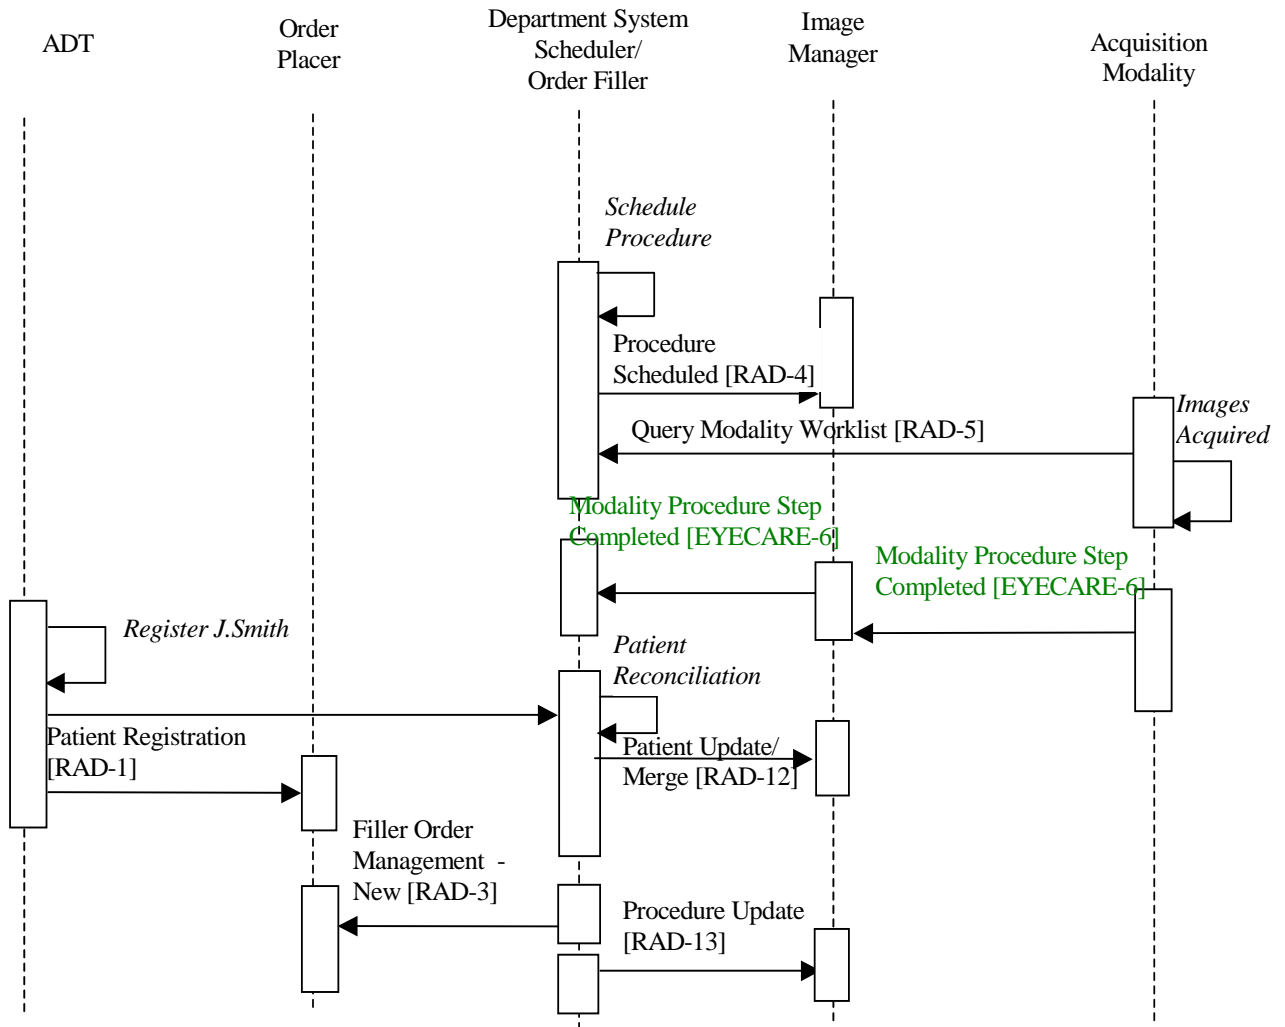 ADT
Order
Placer
Department System
Scheduler/
Order Filler
Image
Manager
Acquisition
Modality
Schedule
Procedure
Procedure
Scheduled [RAD-4]
Images
Acquired
Query Modality Worklist [RAD-5]
Modality Procedure Step
Completed [EYECARE-6]
Modality Procedure Step
Completed [EYECARE-6]
Register J.Smith
Patient
Reconciliation
Patient Registration
[RAD-1]
Patient Update/
Merge [RAD-12]
Filler Order
Management -
New [RAD-3]
Procedure Update
[RAD-13]